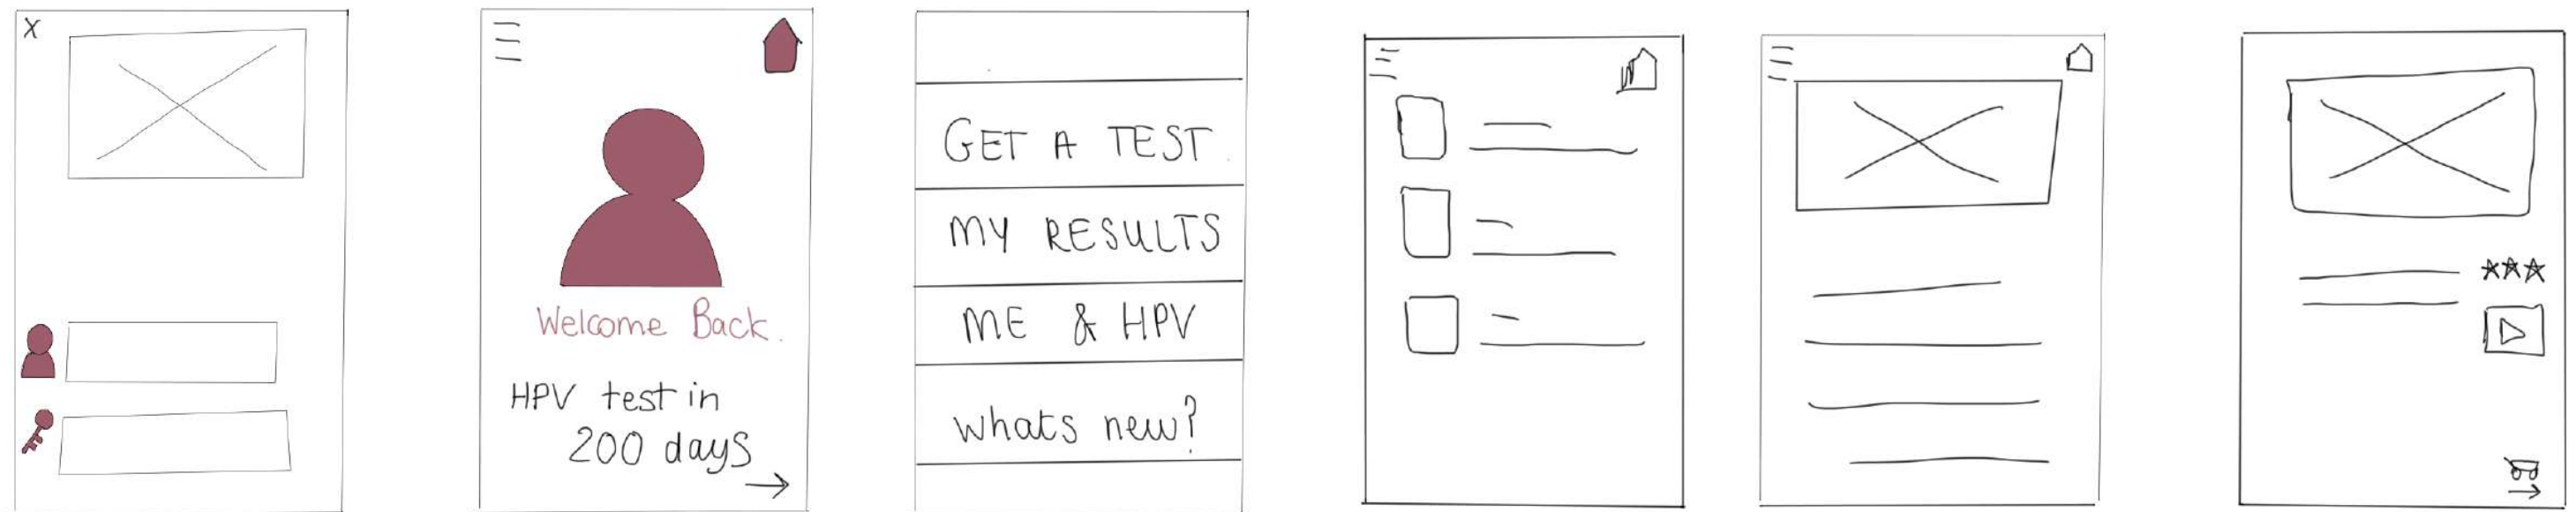 X
Welcome Back.
HPV test in
200 days
GET A TEST.
MY RESULTS
ME & HPV
whats new?